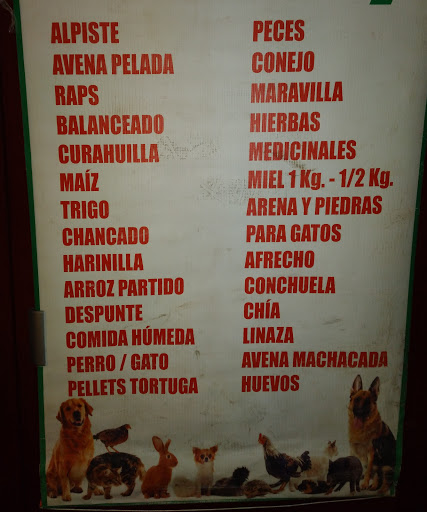 ALPISTE
AVENA PELADA
RAPS
BALANCEADO
CURAHUILLA
MAÍZ
TRIGO
CHANCADO
HARINILLA
ARROZ PARTIDO
DESPUNTE
COMIDA HÚMEDA
PERRO / GATO
PELLETS TORTUGA
PECES
CONEJO
MARAVILLA
HIERBAS
MEDICINALES
MIEL 1 Kg. - 1/2 Kg.
ARENA Y PIEDRAS
PARA GATOS
AFRECHO
CONCHUELA
CHÍA
LINAZA
AVENA MACHACADA
HUEVOS